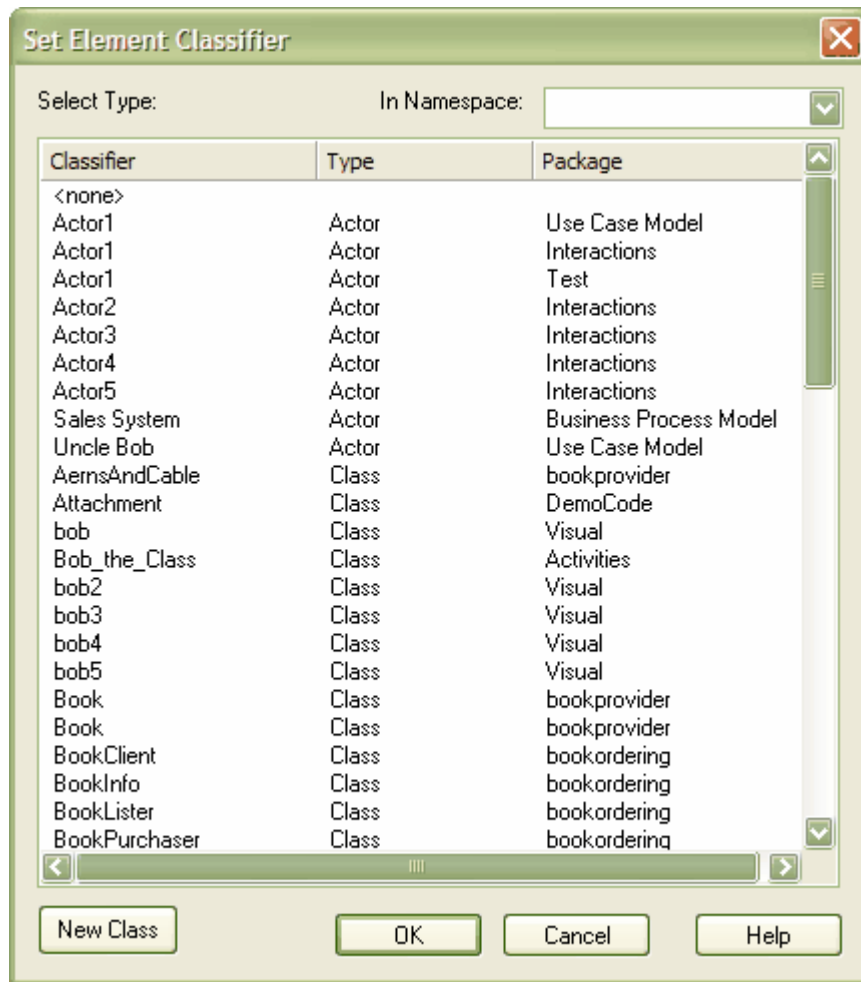 Set Element Classifier
Select Type: In Namespace:
Classifier Type Package
<none>
Actor1 Actor Use Case Model
Actor1 Actor Interactions
Actor1 Actor Test
Actor2 Actor Interactions
Actor3 Actor Interactions
Actor4 Actor Interactions
Actor5 Actor Interactions
Sales System Actor Business Process Model
Uncle Bob Actor Use Case Model
AernsAndCable Class bookprovider
Attachment Class DemoCode
bob Class Visual
Bob_the_Class Class Activities
bob2 Class Visual
bob3 Class Visual
bob4 Class Visual
bob5 Class Visual
Book Class bookprovider
Book Class bookprovider
BookClient Class bookordering
BookInfo Class bookordering
BookLister Class bookordering
BookPurchaser Class bookordering
New Class OK Cancel Help